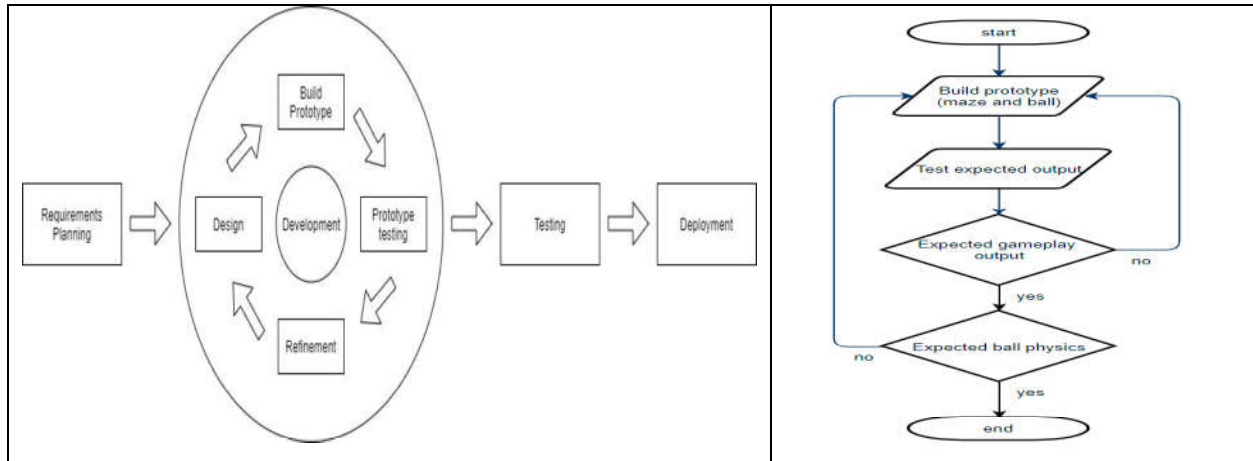 Requirements
Planning
Build
Prototype
Design
Development
Prototype
testing
Refinement
Testing
Deployment
start
Build prototype
(maze and ball)
Test expected output
Expected gameplay
output
no
yes
Expected ball physics
no
yes
end